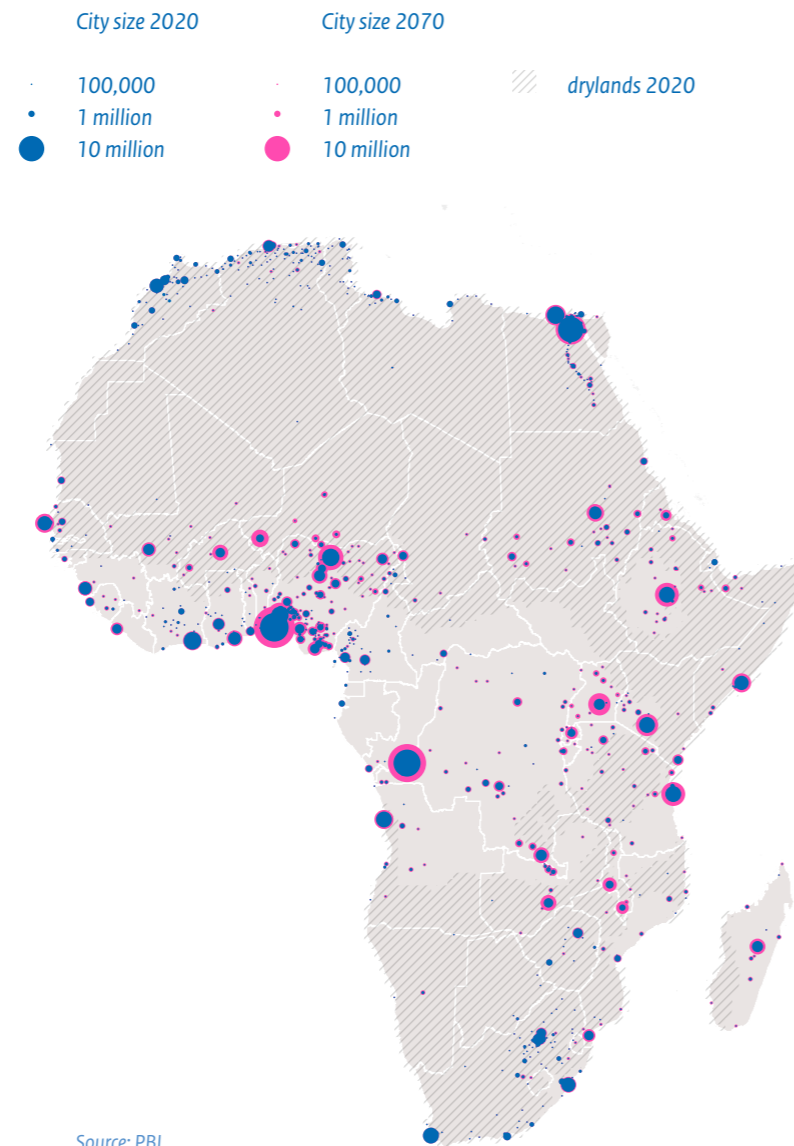 City size 2020 City size 2070
100,000 100,000 drylands 2020
1 million 1 million
10 million 10 million
Source: PBL